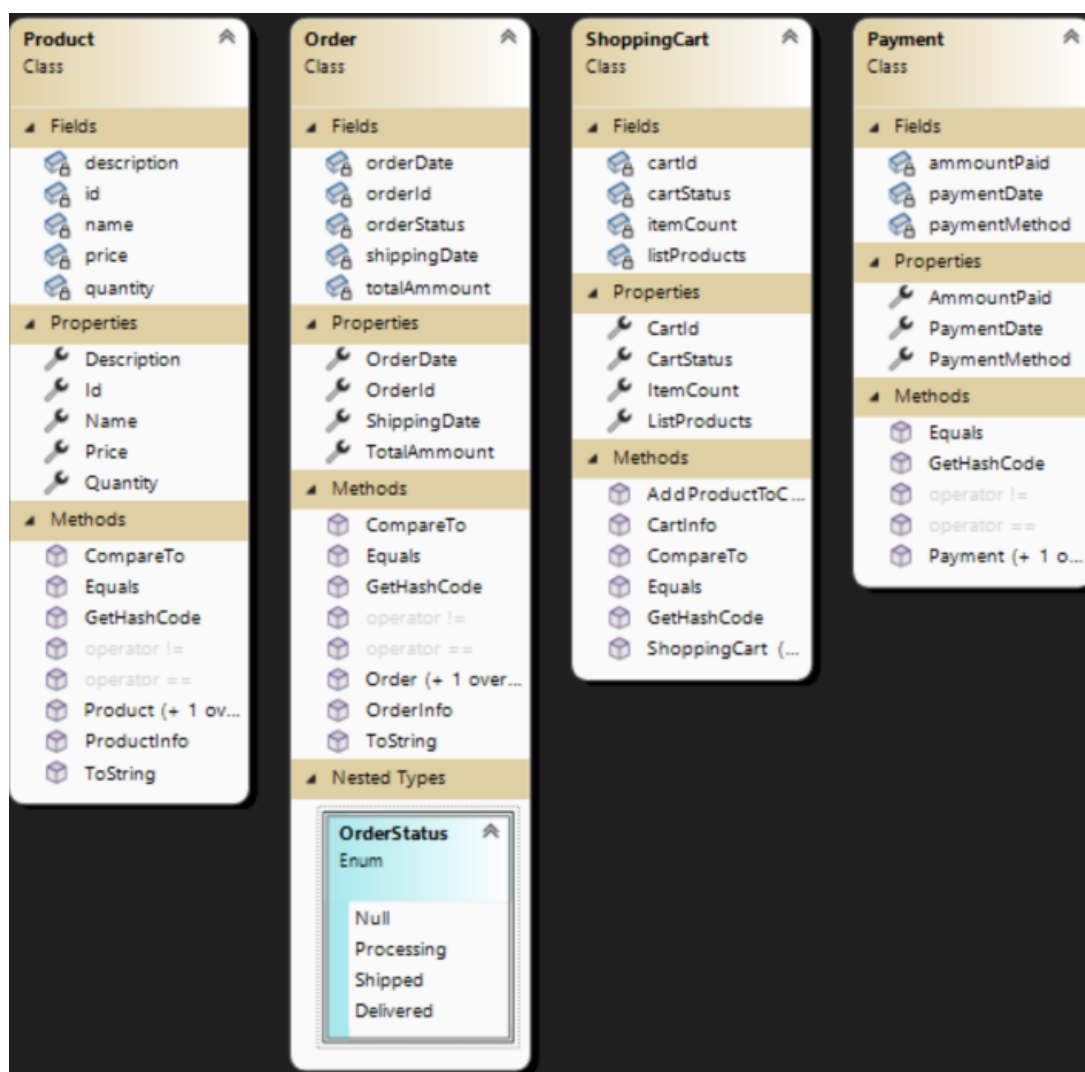 Product
Class
Fields
description
id
name
price
quantity
Properties
Description
Id
Name
Price
Quantity
Methods
CompareTo
Equals
GetHashCode
operator !=
operator ==
Product (+ 1 ov...
ProductInfo
ToString
Order
Class
Fields
orderDate
orderId
orderStatus
shippingDate
totalAmmount
Properties
OrderDate
OrderId
ShippingDate
TotalAmmount
Methods
CompareTo
Equals
GetHashCode
operator !=
operator ==
Order (+ 1 over...
OrderInfo
ToString
Nested Types
OrderStatus
Enum
Null
Processing
Shipped
Delivered
ShoppingCart
Class
Fields
cartId
cartStatus
itemCount
listProducts
Properties
CartId
CartStatus
ItemCount
ListProducts
Methods
AddProductToC...
CartInfo
CompareTo
Equals
GetHashCode
ShoppingCart (...
Payment
Class
Fields
ammountPaid
paymentDate
paymentMethod
Properties
AmmountPaid
PaymentDate
PaymentMethod
Methods
Equals
GetHashCode
operator !=
operator ==
Payment (+ 1 o...